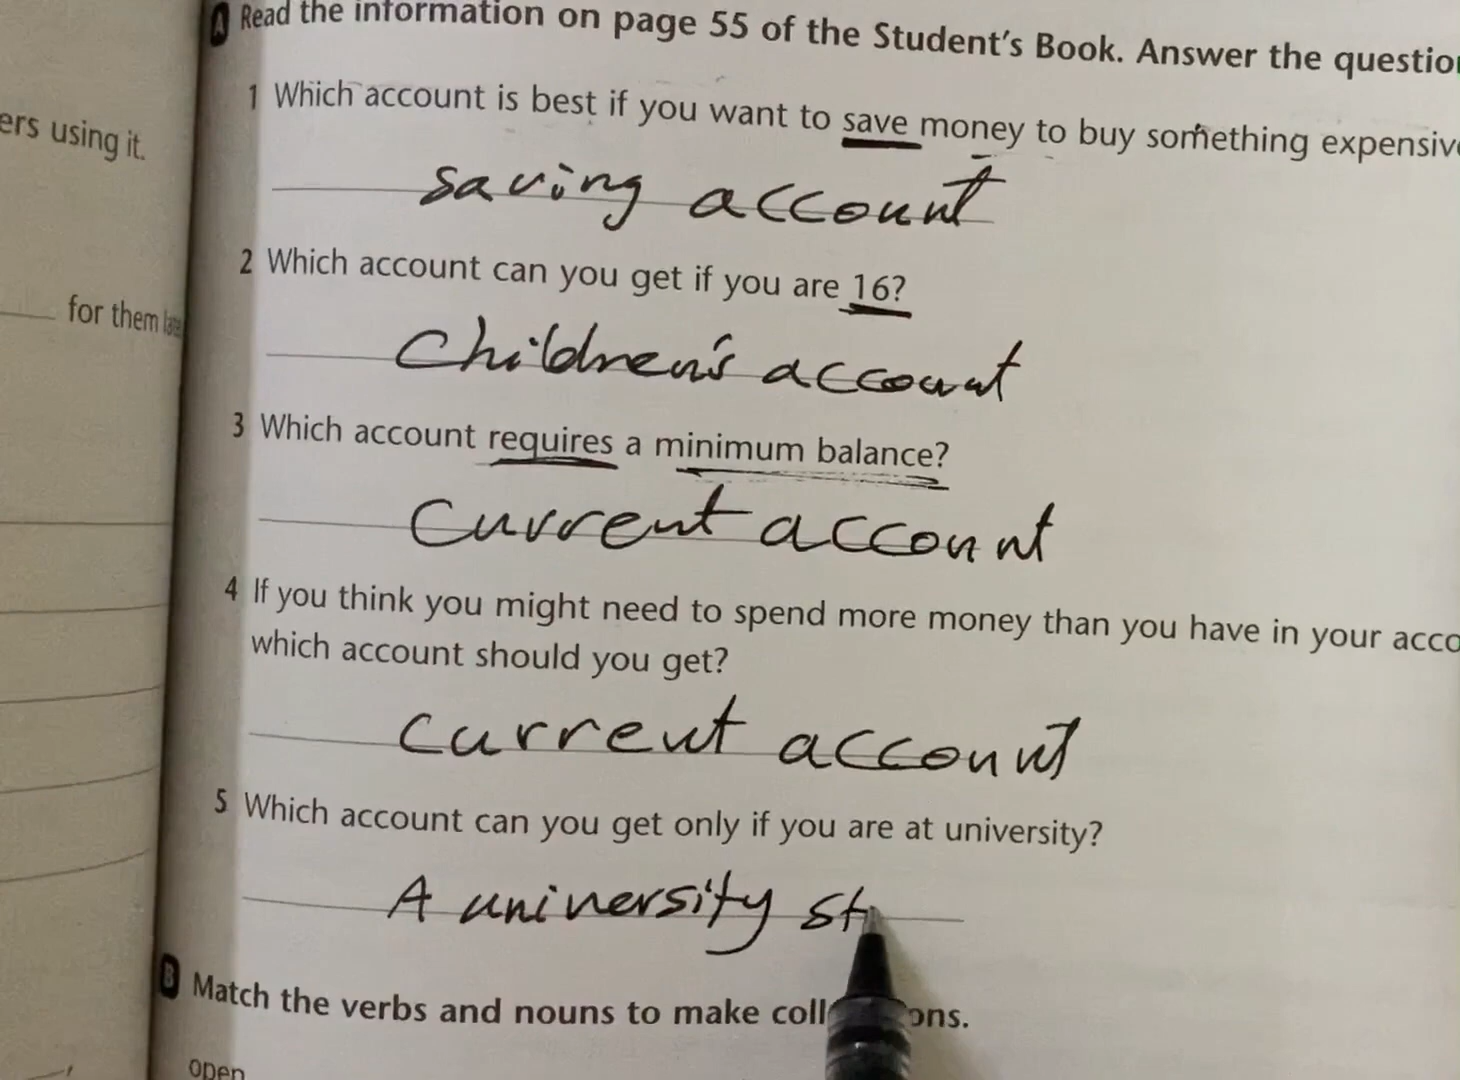 A Read the information on page 55 of the Student's Book. Answer the questio
1 Which account is best if you want to save money to buy something expensiv
ers using it.
saving account
2 Which account can you get if you are 16?
for them
Children's account
3 Which account requires a minimum balance?
Current account
4 If you think you might need to spend more money than you have in your acco
which account should you get?
current account
5 Which account can you get only if you are at university?
A university st
B Match the verbs and nouns to make coll ons.
open